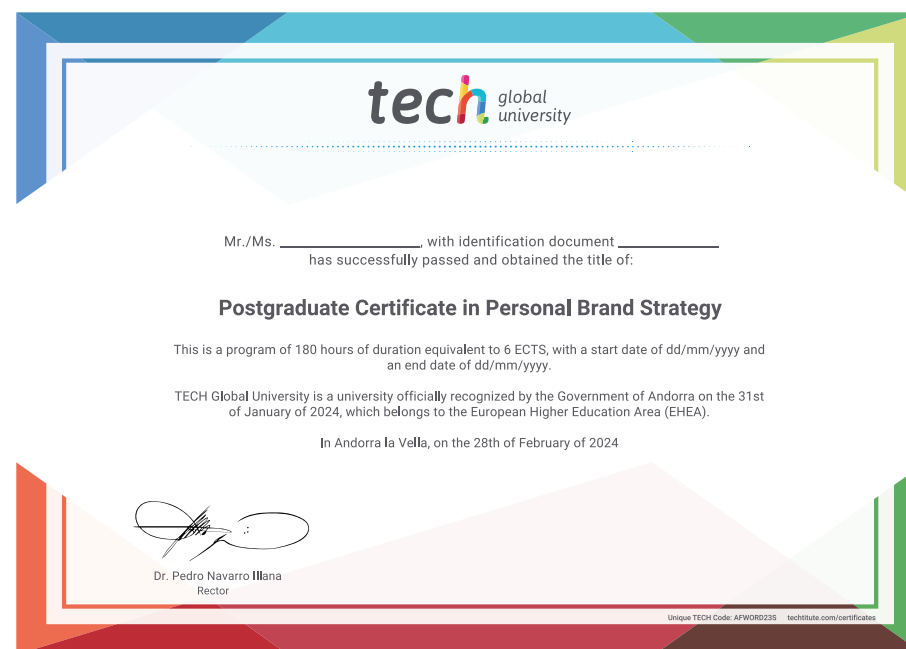 tech global
university
Mr./Ms. ____________________, with identification document ______________
has successfully passed and obtained the title of:
Postgraduate Certificate in Personal Brand Strategy
This is a program of 180 hours of duration equivalent to 6 ECTS, with a start date of dd/mm/yyyy and
an end date of dd/mm/yyyy.
TECH Global University is a university officially recognized by the Government of Andorra on the 31st
of January of 2024, which belongs to the European Higher Education Area (EHEA).
In Andorra la Vella, on the 28th of February of 2024
Dr. Pedro Navarro Illana
Rector
Unique TECH Code: AFWORD23S techtitute.com/certificates